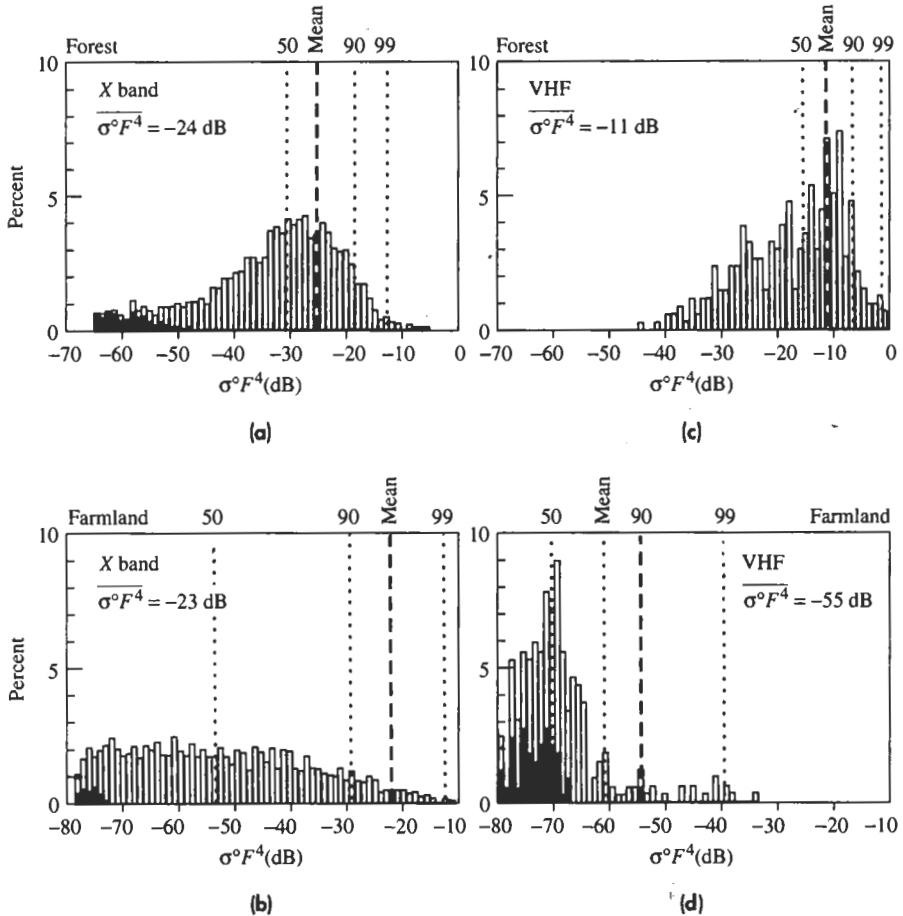 Forest 50 Mean 90 99
10
5
0
Percent
X band
σ°F⁴ = −24 dB
−70 −60 −50 −40 −30 −20 −10 0
σ°F⁴(dB)
(a)
Forest 50 Mean 90 99
10
5
0
VHF
σ°F⁴ = −11 dB
−70 −60 −50 −40 −30 −20 −10 0
σ°F⁴(dB)
(c)
Farmland 50 90 Mean 99
10
5
0
Percent
X band
σ°F⁴ = −23 dB
−80 −70 −60 −50 −40 −30 −20 −10
σ°F⁴(dB)
(b)
50 Mean 90 99 Farmland
10
5
0
VHF
σ°F⁴ = −55 dB
−80 −70 −60 −50 −40 −30 −20 −10
σ°F⁴(dB)
(d)